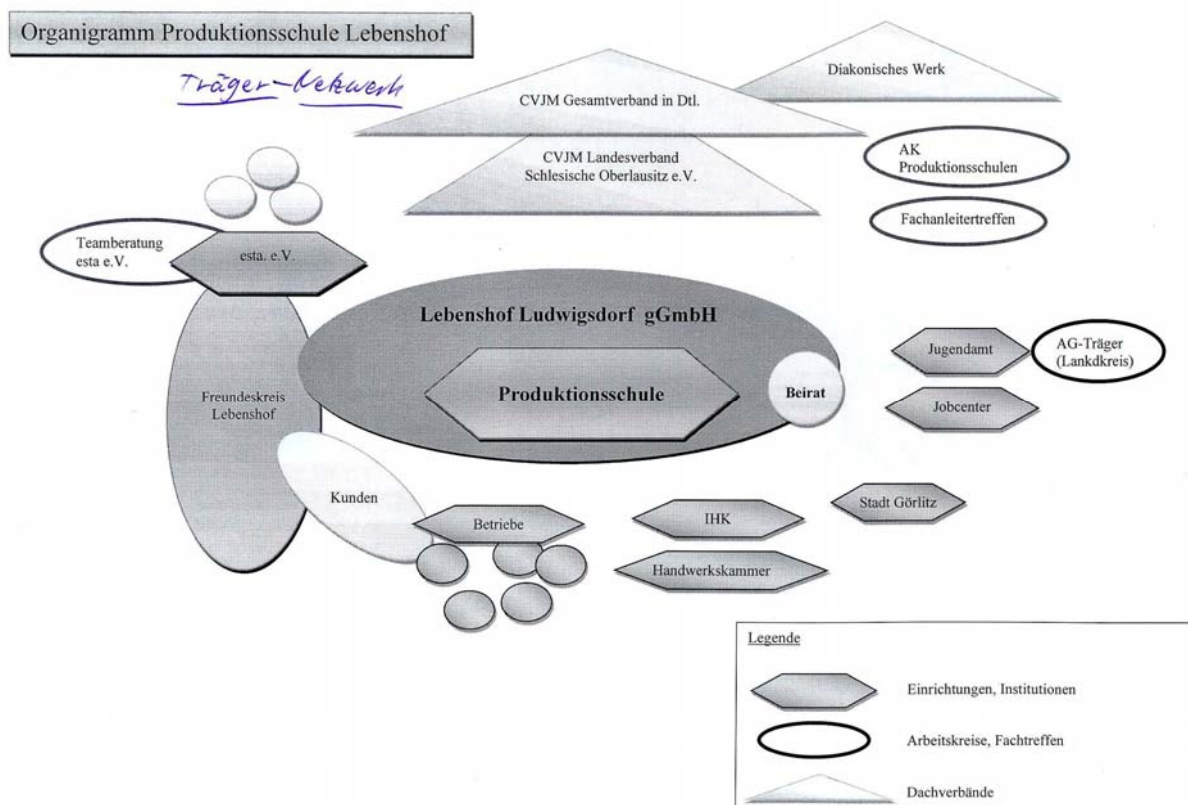 Organigramm Produktionsschule Lebenshof
Träger-Netzwerk
Diakonisches Werk
CVJM Gesamtverband in Dtl.
CVJM Landesverband
Schlesische Oberlausitz e.V.
AK
Produktionsschulen
Fachanleitertreffen
Teamberatung
esta e.V.
esta. e.V.
Lebenshof Ludwigsdorf gGmbH
Produktionsschule
Beirat
Jugendamt
AG-Träger
(Lankdkreis)
Jobcenter
Freundeskreis
Lebenshof
Kunden
Betriebe
IHK
Stadt Görlitz
Handwerkskammer
Legende
Einrichtungen, Institutionen
Arbeitskreise, Fachtreffen
Dachverbände